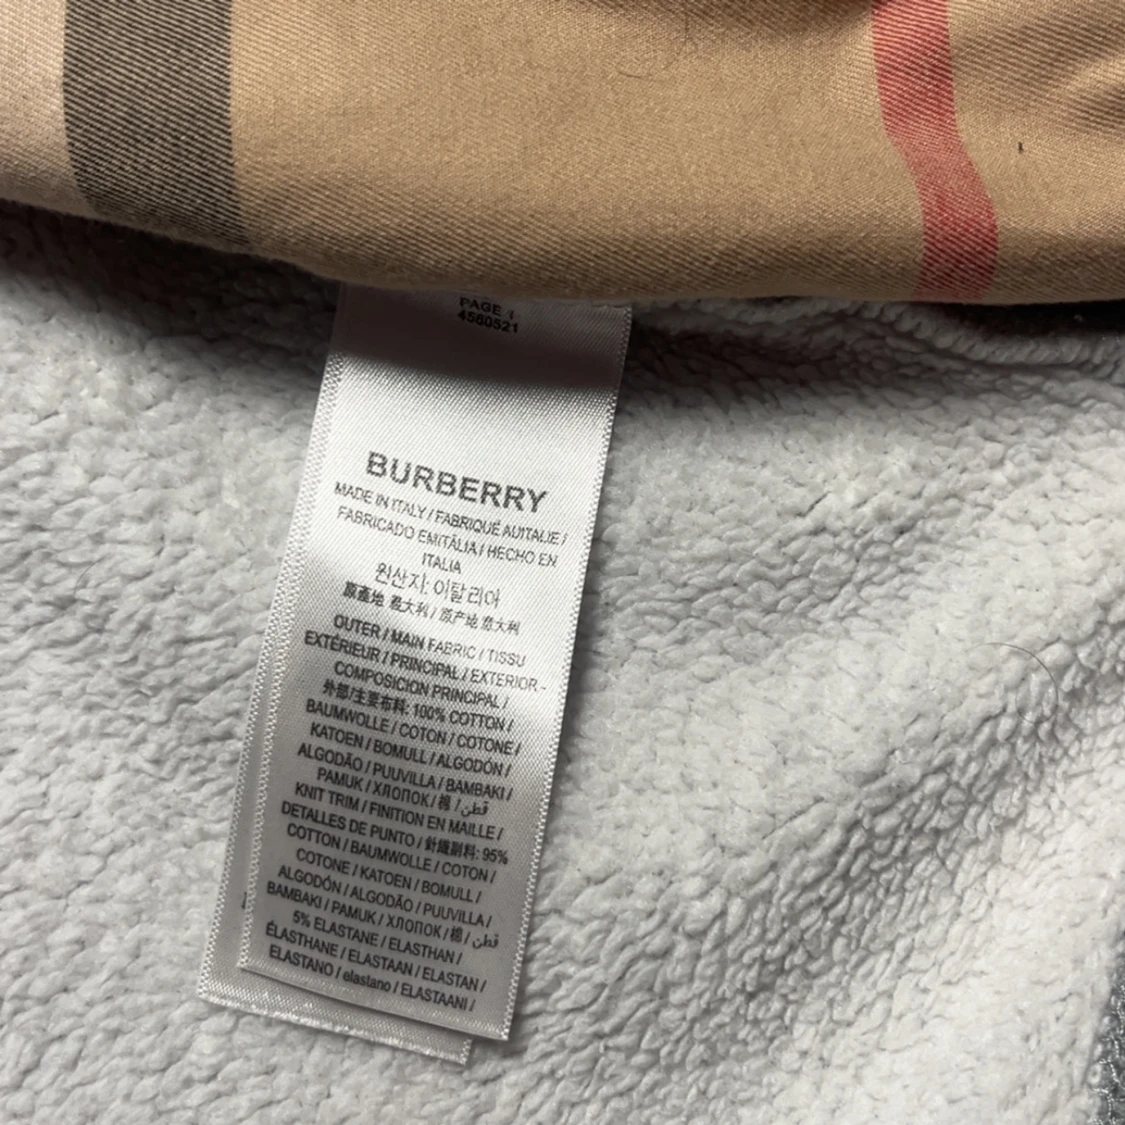 PAGE 1
4580521
BURBERRY
MADE IN ITALY / FABRIQUÉ AUITALIE /
FABRICADO EMITÁLIA / HECHO EN
ITALIA
원산지: 이탈리아
原產地 義大利 / 原产地 意大利
OUTER / MAIN FABRIC / TISSU
EXTÉRIEUR / PRINCIPAL / EXTERIOR -
COMPOSICION PRINCIPAL /
外部/主要布料: 100% COTTON /
BAUMWOLLE / COTON / COTONE /
KATOEN / BOMULL / ALGODÓN /
ALGODÃO / PUUVILLA / BAMBAKI /
PAMUK / ХЛОПОК / 棉 / قطن
KNIT TRIM / FINITION EN MAILLE /
DETALLES DE PUNTO / 針織副料: 95%
COTTON / BAUMWOLLE / COTON /
COTONE / KATOEN / BOMULL /
ALGODÓN / ALGODÃO / PUUVILLA /
BAMBAKI / PAMUK / ХЛОПОК / 棉 / قطن
5% ELASTANE / ELASTHAN /
ÉLASTHANE / ELASTAAN / ELASTAN /
ELASTANO / elastano / ELASTAANI /